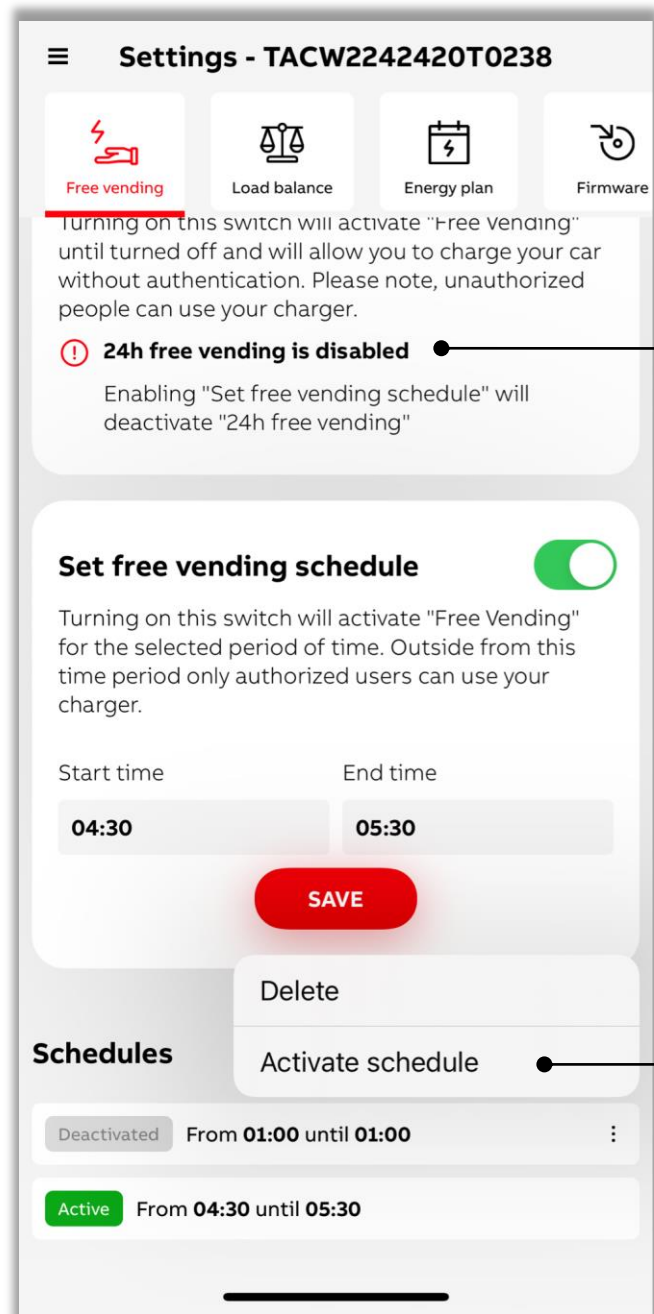 Settings - TACW2242420T0238
Free vending
Load balance
Energy plan
Firmware
Turning on this switch will activate "Free Vending"
until turned off and will allow you to charge your car
without authentication. Please note, unauthorized
people can use your charger.
24h free vending is disabled
Enabling "Set free vending schedule" will
deactivate "24h free vending"
Set free vending schedule
Turning on this switch will activate "Free Vending"
for the selected period of time. Outside from this
time period only authorized users can use your
charger.
Start time
End time
04:30
05:30
SAVE
Delete
Activate schedule
Schedules
Deactivated From 01:00 until 01:00
Active From 04:30 until 05:30